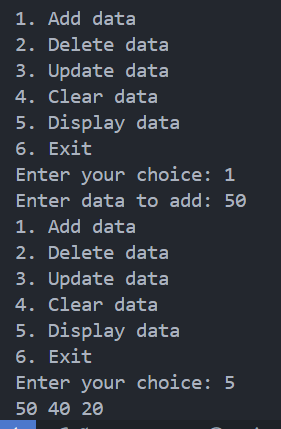 1. Add data
2. Delete data
3. Update data
4. Clear data
5. Display data
6. Exit
Enter your choice: 1
Enter data to add: 50
1. Add data
2. Delete data
3. Update data
4. Clear data
5. Display data
6. Exit
Enter your choice: 5
50 40 20